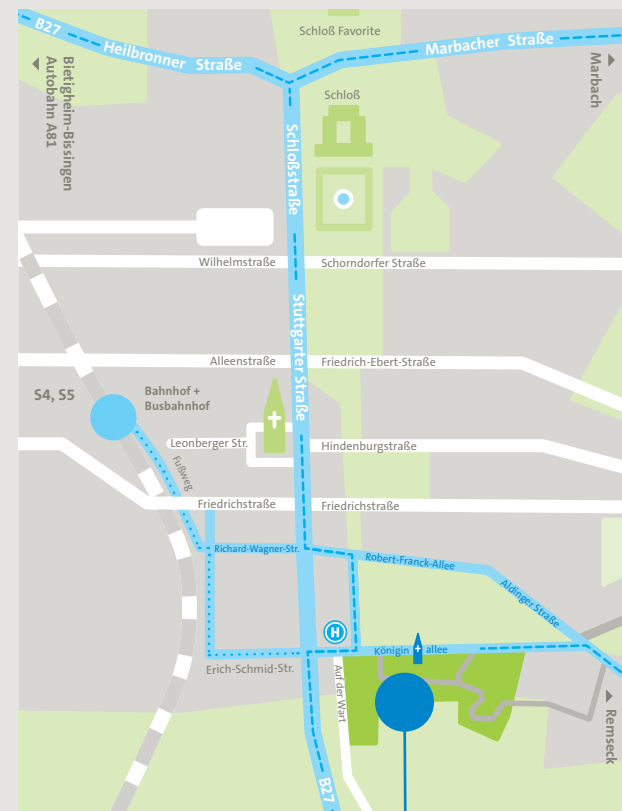 B27
Heilbronner Straße
Schloß Favorite
Marbacher Straße
Bietigheim-Bissingen
Autobahn A81
Marbach
Schloß
Schloßstraße
Wilhelmstraße
Schorndorfer Straße
Stuttgarter Straße
Alleenstraße
Friedrich-Ebert-Straße
S4, S5
Bahnhof +
Busbahnhof
Leonberger Str.
Hindenburgstraße
Fußweg
Friedrichstraße
Friedrichstraße
Richard-Wagner-Str.
Robert-Franck-Allee
Aldinger Straße
H
Königin allee
Erich-Schmid-Str.
Auf der Wart
Remseck
B27